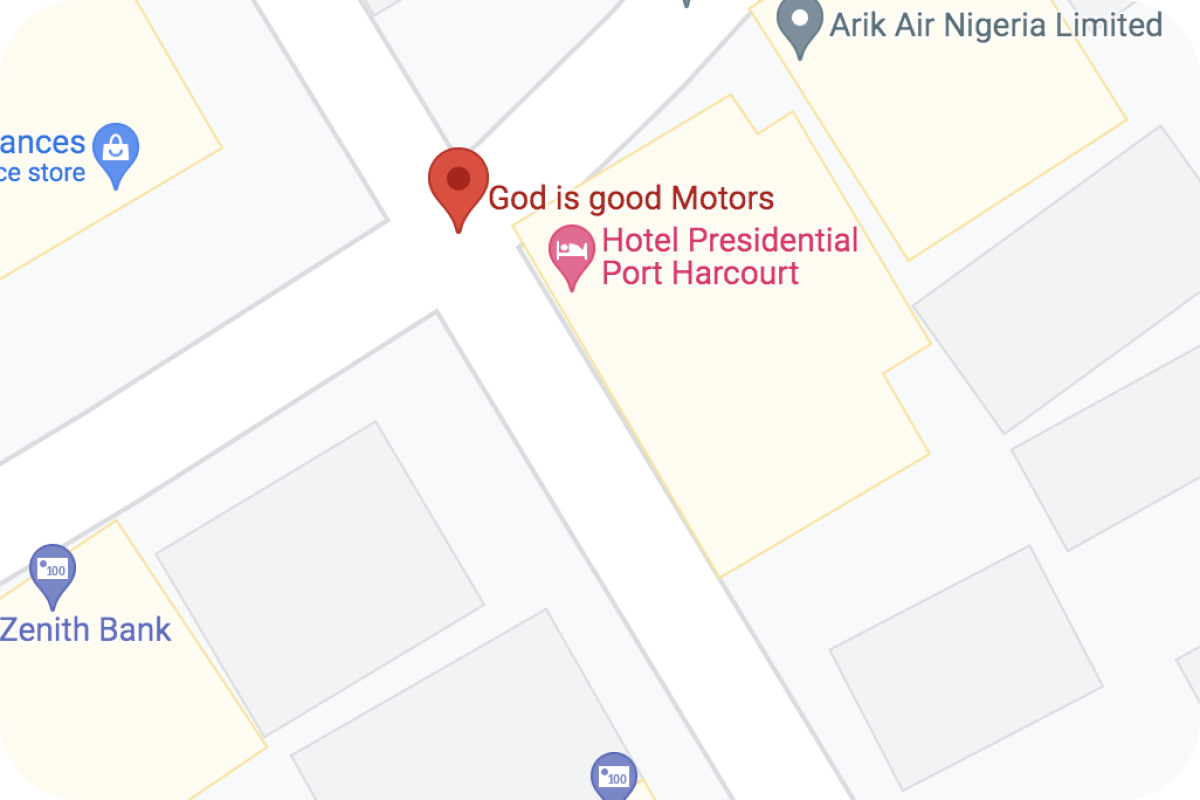 Arik Air Nigeria Limited
ances
ce store
God is good Motors
Hotel Presidential
Port Harcourt
100
Zenith Bank
100